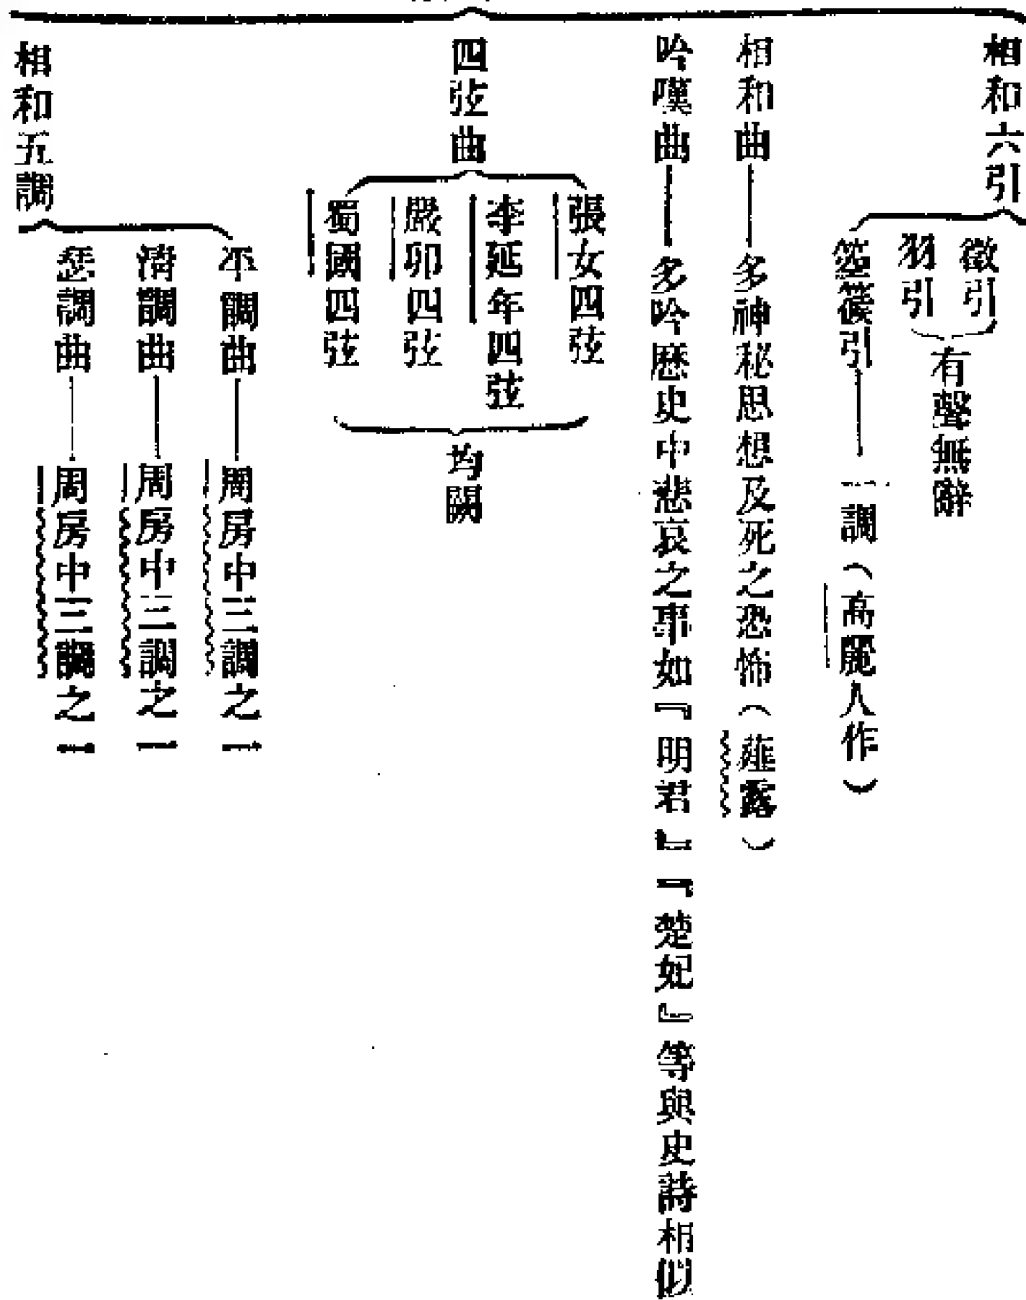 相和六引
徵引
羽引
有聲無辭
箜篌引——一調（高麗人作）
相和曲——多神秘思想及死之恐怖（薤露）
吟嘆曲——多吟歷史中悲哀之事如『明君』『楚妃』等與史詩相似
四弦曲
張女四弦
李延年四弦
嚴卯四弦
蜀國四弦
均闕
相和五調
平調曲——周房中三調之一
清調曲——周房中三調之一
瑟調曲——周房中三調之一